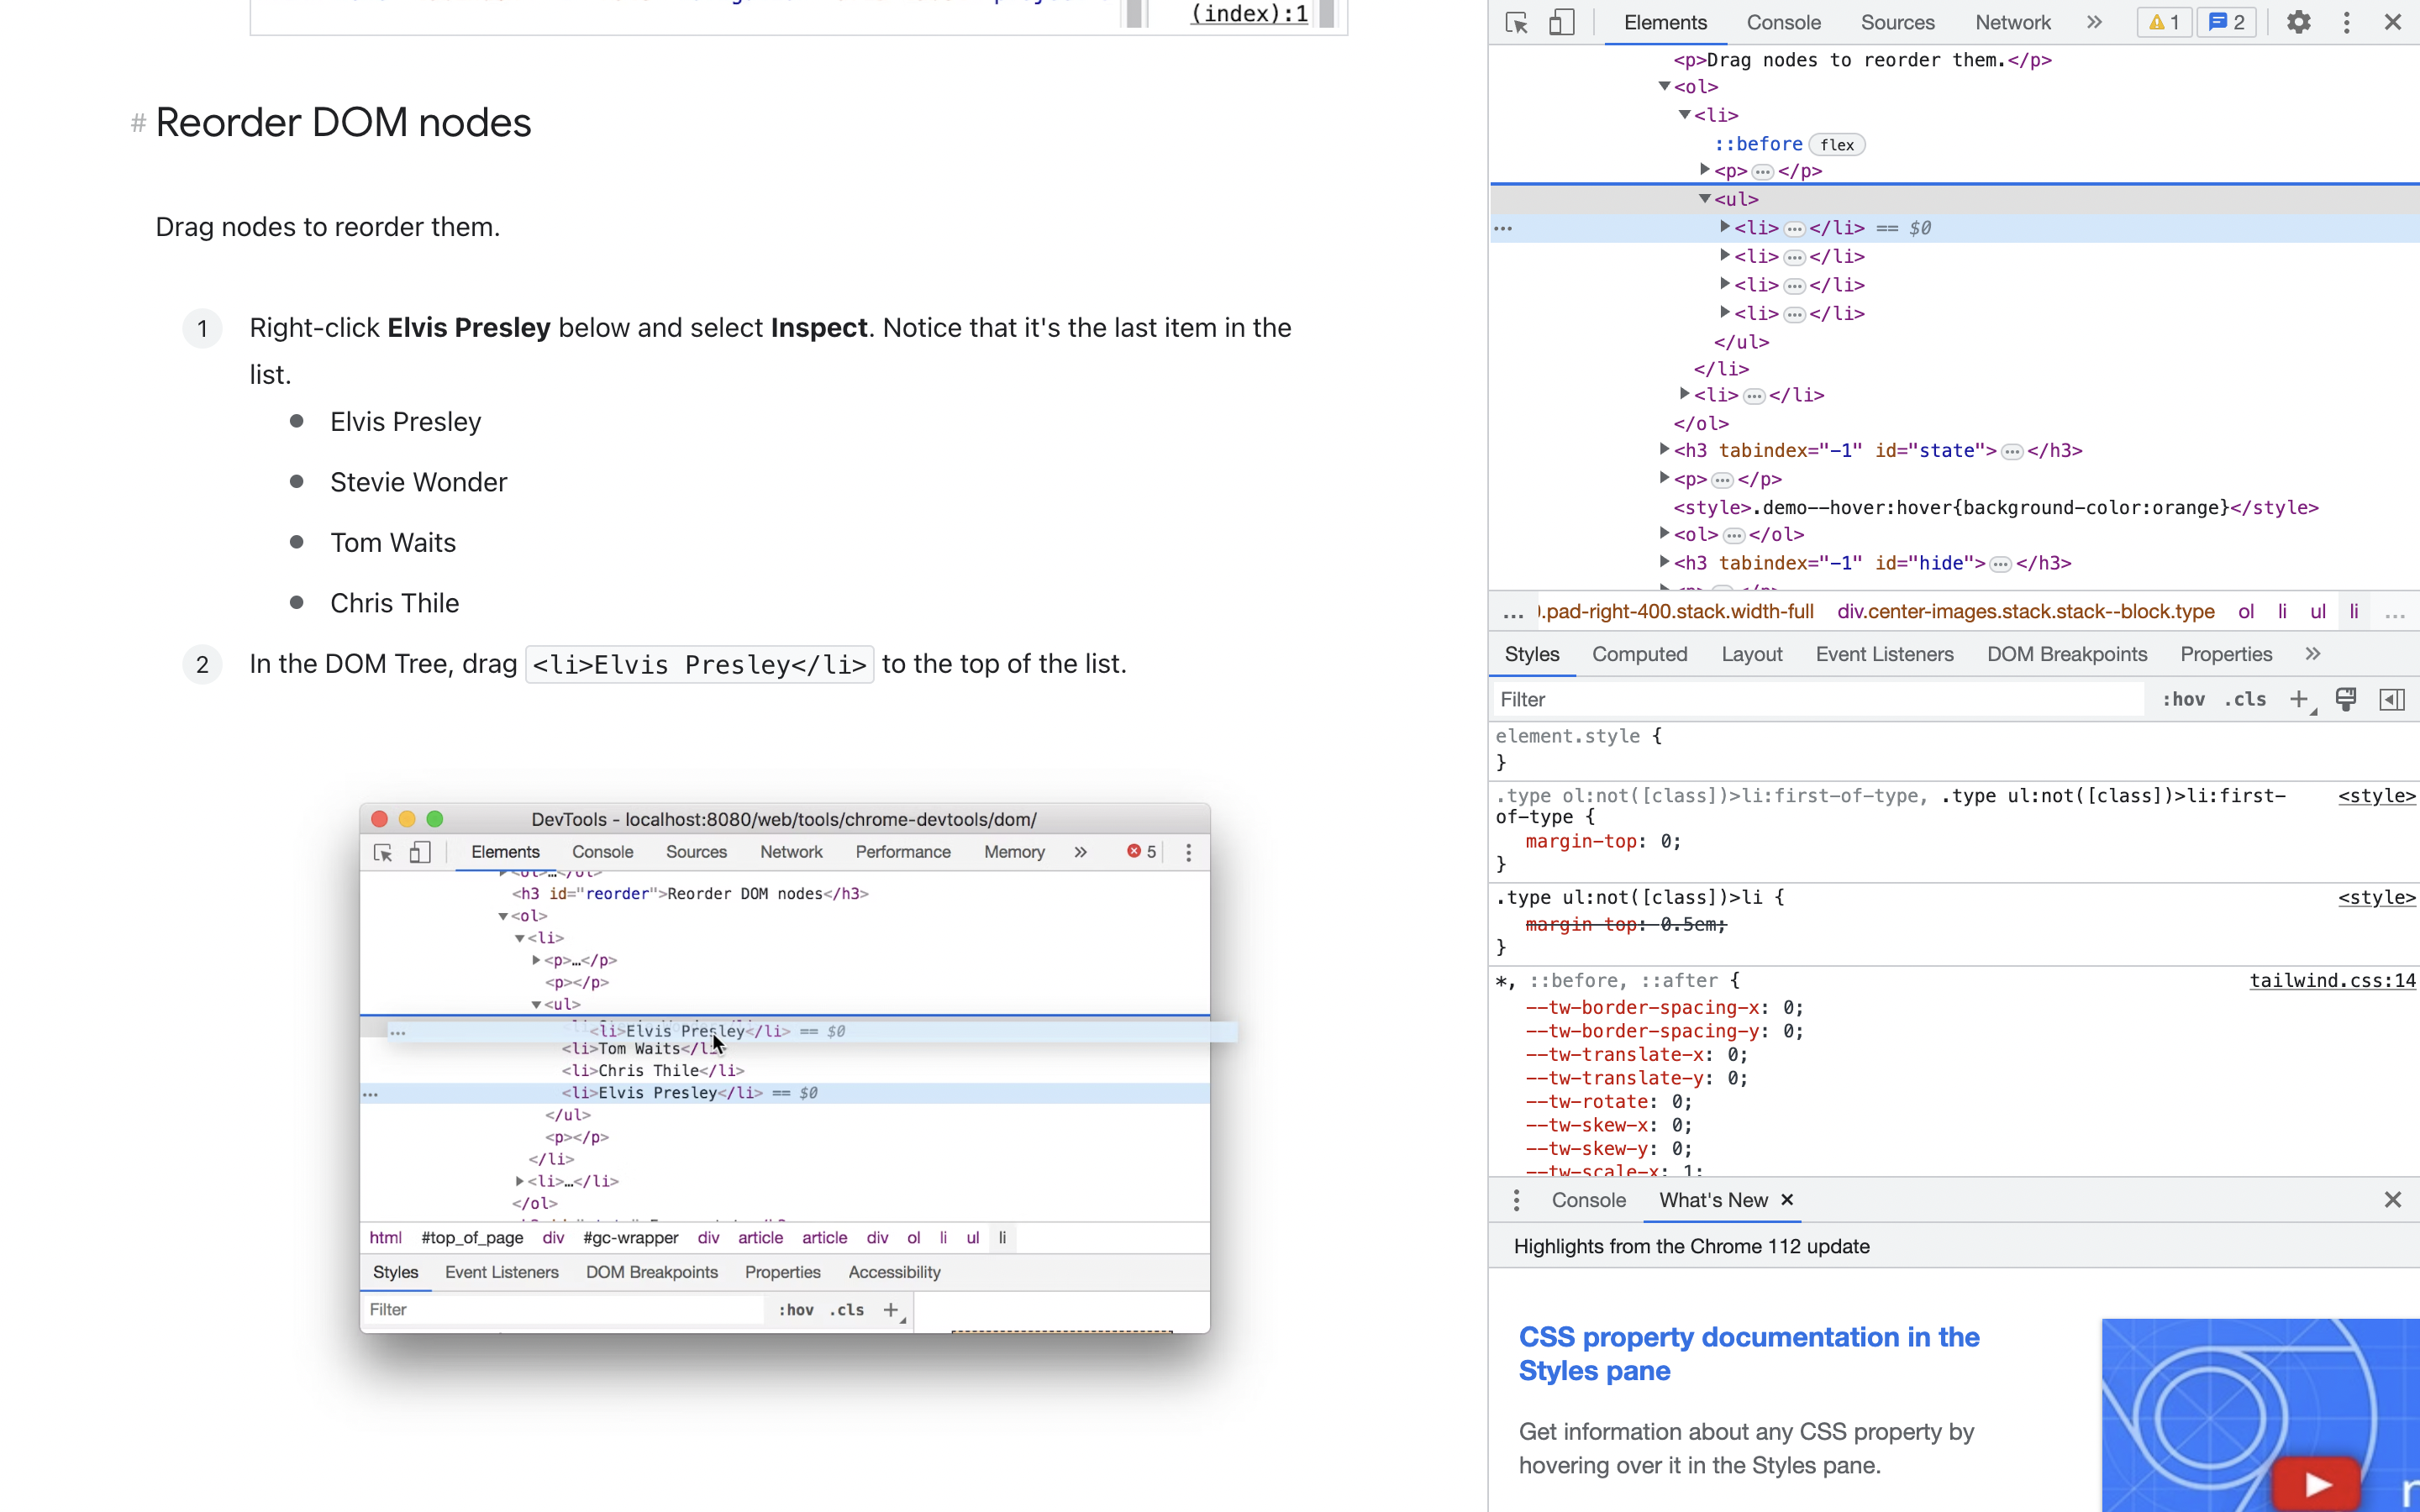 (index):1
# Reorder DOM nodes
Drag nodes to reorder them.
1 Right-click Elvis Presley below and select Inspect. Notice that it's the last item in the
list.
Elvis Presley
Stevie Wonder
Tom Waits
Chris Thile
2 In the DOM Tree, drag <li>Elvis Presley</li> to the top of the list.
DevTools - localhost:8080/web/tools/chrome-devtools/dom/
Elements Console Sources Network Performance Memory » 5
<ol>…</ol>
<h3 id="reorder">Reorder DOM nodes</h3>
<ol>
<li>
<p>…</p>
<p></p>
<ul>
… <li>Elvis Presley</li> == $0
<li>Tom Waits</li>
<li>Chris Thile</li>
… <li>Elvis Presley</li> == $0
</ul>
<p></p>
</li>
<li>…</li>
</ol>
html #top_of_page div #gc-wrapper div article article div ol li ul li
Styles Event Listeners DOM Breakpoints Properties Accessibility
Filter :hov .cls +
Elements Console Sources Network » 1 2
<p>Drag nodes to reorder them.</p>
<ol>
<li>
::before flex
<p>…</p>
<ul>
… <li>…</li> == $0
<li>…</li>
<li>…</li>
<li>…</li>
</ul>
</li>
<li>…</li>
</ol>
<h3 tabindex="-1" id="state">…</h3>
<p>…</p>
<style>.demo--hover:hover{background-color:orange}</style>
<ol>…</ol>
<h3 tabindex="-1" id="hide">…</h3>
… .pad-right-400.stack.width-full div.center-images.stack.stack--block.type ol li ul li …
Styles Computed Layout Event Listeners DOM Breakpoints Properties »
Filter :hov .cls +
element.style {
}
.type ol:not([class])>li:first-of-type, .type ul:not([class])>li:first- <style>
of-type {
margin-top: 0;
}
.type ul:not([class])>li { <style>
margin-top: 0.5em;
}
*, ::before, ::after { tailwind.css:14
--tw-border-spacing-x: 0;
--tw-border-spacing-y: 0;
--tw-translate-x: 0;
--tw-translate-y: 0;
--tw-rotate: 0;
--tw-skew-x: 0;
--tw-skew-y: 0;
--tw-scale-x: 1;
Console What's New ×
Highlights from the Chrome 112 update
CSS property documentation in the
Styles pane
Get information about any CSS property by
hovering over it in the Styles pane.